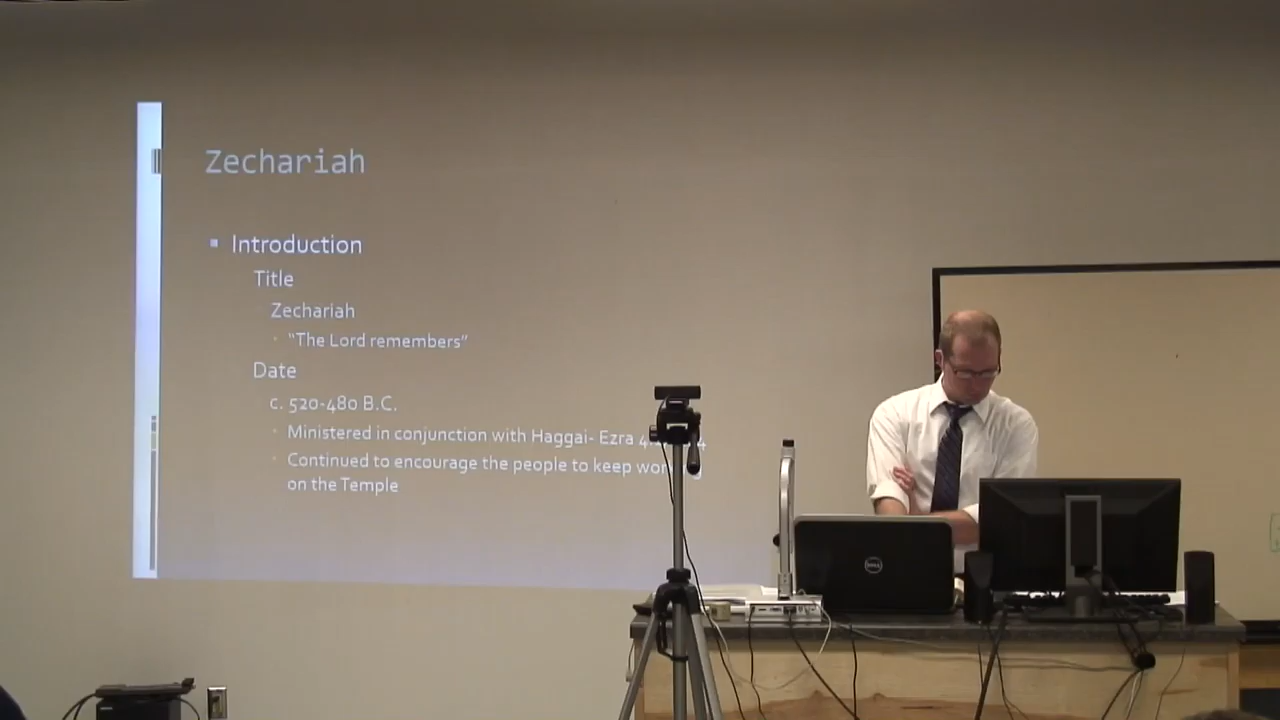 Zechariah
Introduction
Title
Zechariah
"The Lord remembers"
Date
c. 520-480 B.C.
Ministered in conjunction with Haggai- Ezra
Continued to encourage the people to keep
on the Temple
DELL